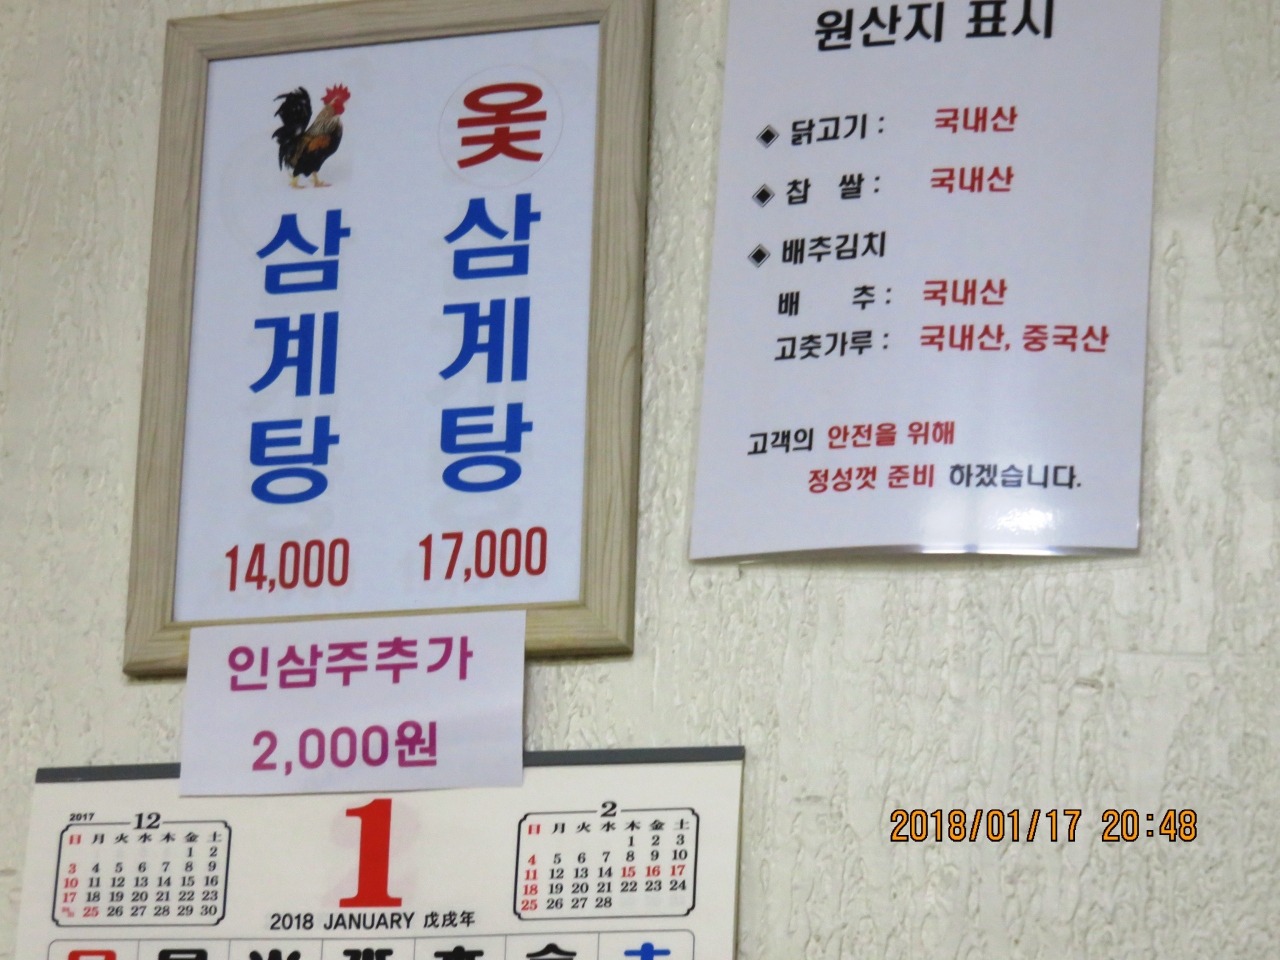 옻
삼계탕
삼계탕
14,000
17,000
인삼주추가
2,000원
원산지 표시
◈ 닭고기 : 국내산
◈ 찹 쌀 : 국내산
◈ 배추김치
배 추 : 국내산
고춧가루 : 국내산, 중국산
고객의 안전을 위해
정성껏 준비 하겠습니다.
2017 12
日 月 火 水 木 金 土
1 2
3 4 5 6 7 8 9
10 11 12 13 14 15 16
17 18 19 20 21 22 23
25 26 27 28 29 30
1
2018 JANUARY 戊戌年
2
日 月 火 水 木 金 土
1 2 3
4 5 6 7 8 9 10
11 12 13 14 15 16 17
18 19 20 21 22 23 24
25 26 27 28
2018/01/17 20:48